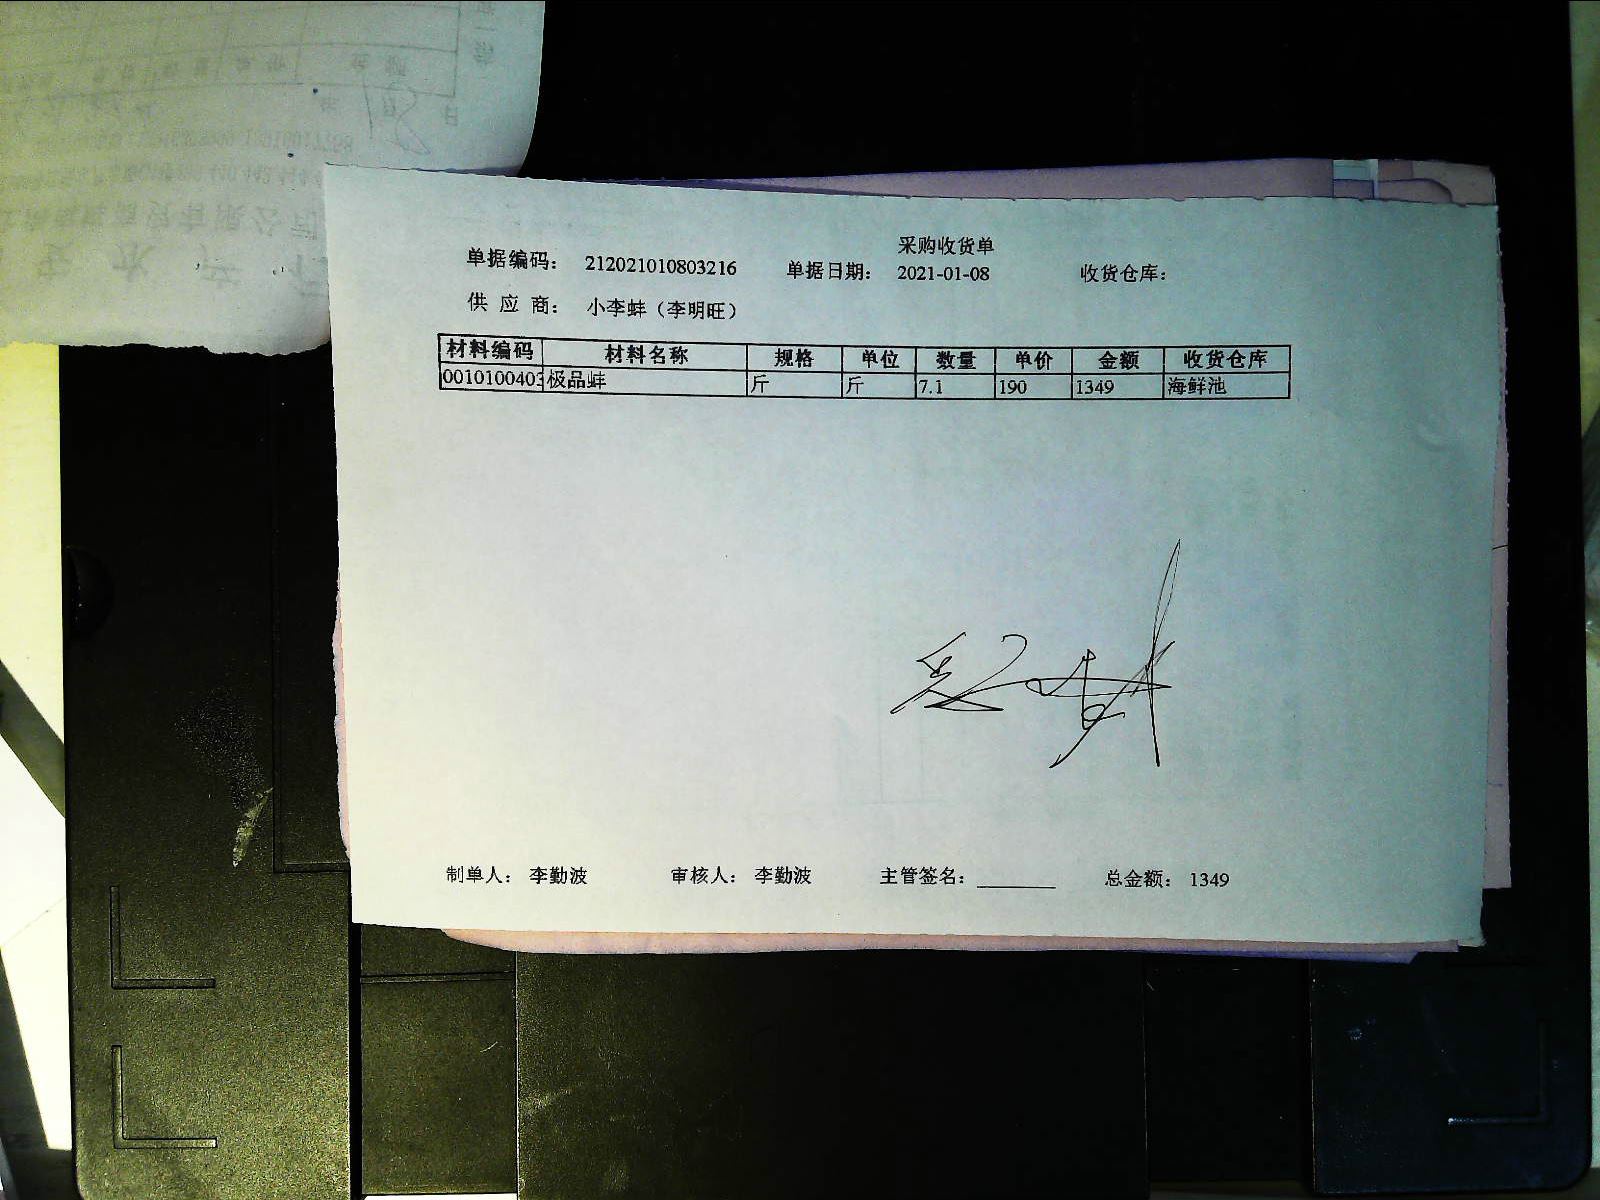 采购收货单
单据编码： 212021010803216 单据日期： 2021-01-08 收货仓库：
供 应 商： 小李蚌（李明旺）
材料编码 材料名称 规格 单位 数量 单价 金额 收货仓库
0010100403 极品蚌 斤 斤 7.1 190 1349 海鲜池
制单人： 李勤波 审核人： 李勤波 主管签名：________ 总金额： 1349